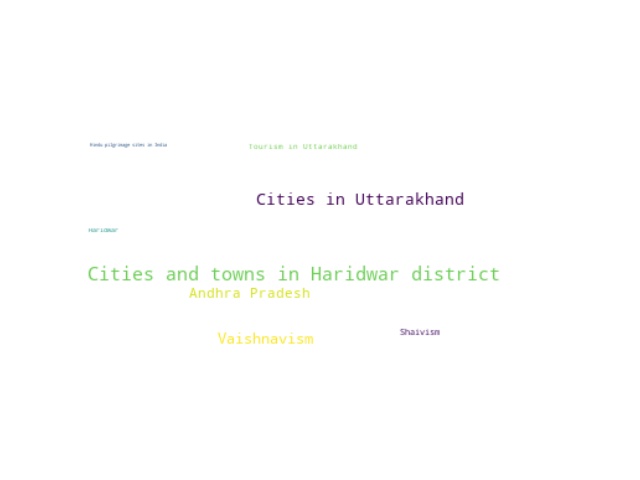 Hindu pilgrimage sites in India
Tourism in Uttarakhand
Cities in Uttarakhand
Haridwar
Cities and towns in Haridwar district
Andhra Pradesh
Shaivism
Vaishnavism